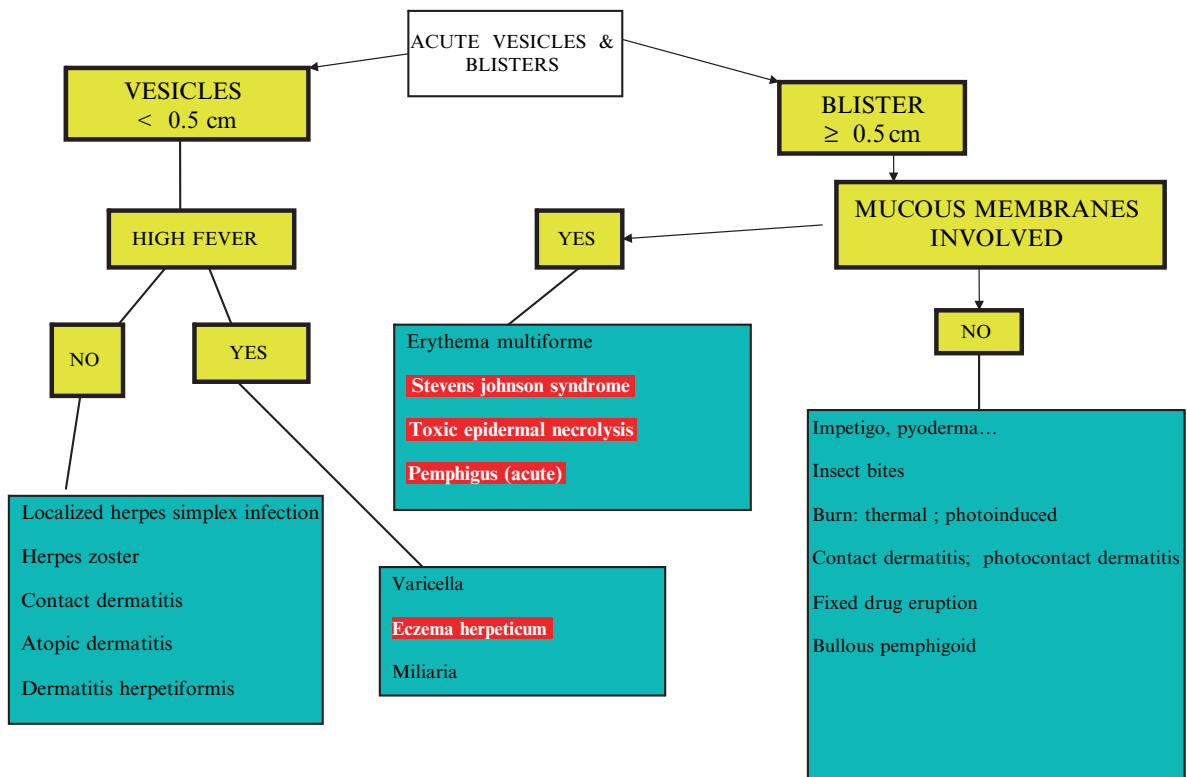 ACUTE VESICLES &
BLISTERS
VESICLES
< 0.5 cm
BLISTER
≥ 0.5 cm
HIGH FEVER
YES
MUCOUS MEMBRANES
INVOLVED
NO
YES
NO
Erythema multiforme
Stevens johnson syndrome
Toxic epidermal necrolysis
Pemphigus (acute)
Impetigo, pyoderma…
Insect bites
Burn: thermal ; photoinduced
Contact dermatitis; photocontact dermatitis
Fixed drug eruption
Bullous pemphigoid
Localized herpes simplex infection
Herpes zoster
Contact dermatitis
Atopic dermatitis
Dermatitis herpetiformis
Varicella
Eczema herpeticum
Miliaria